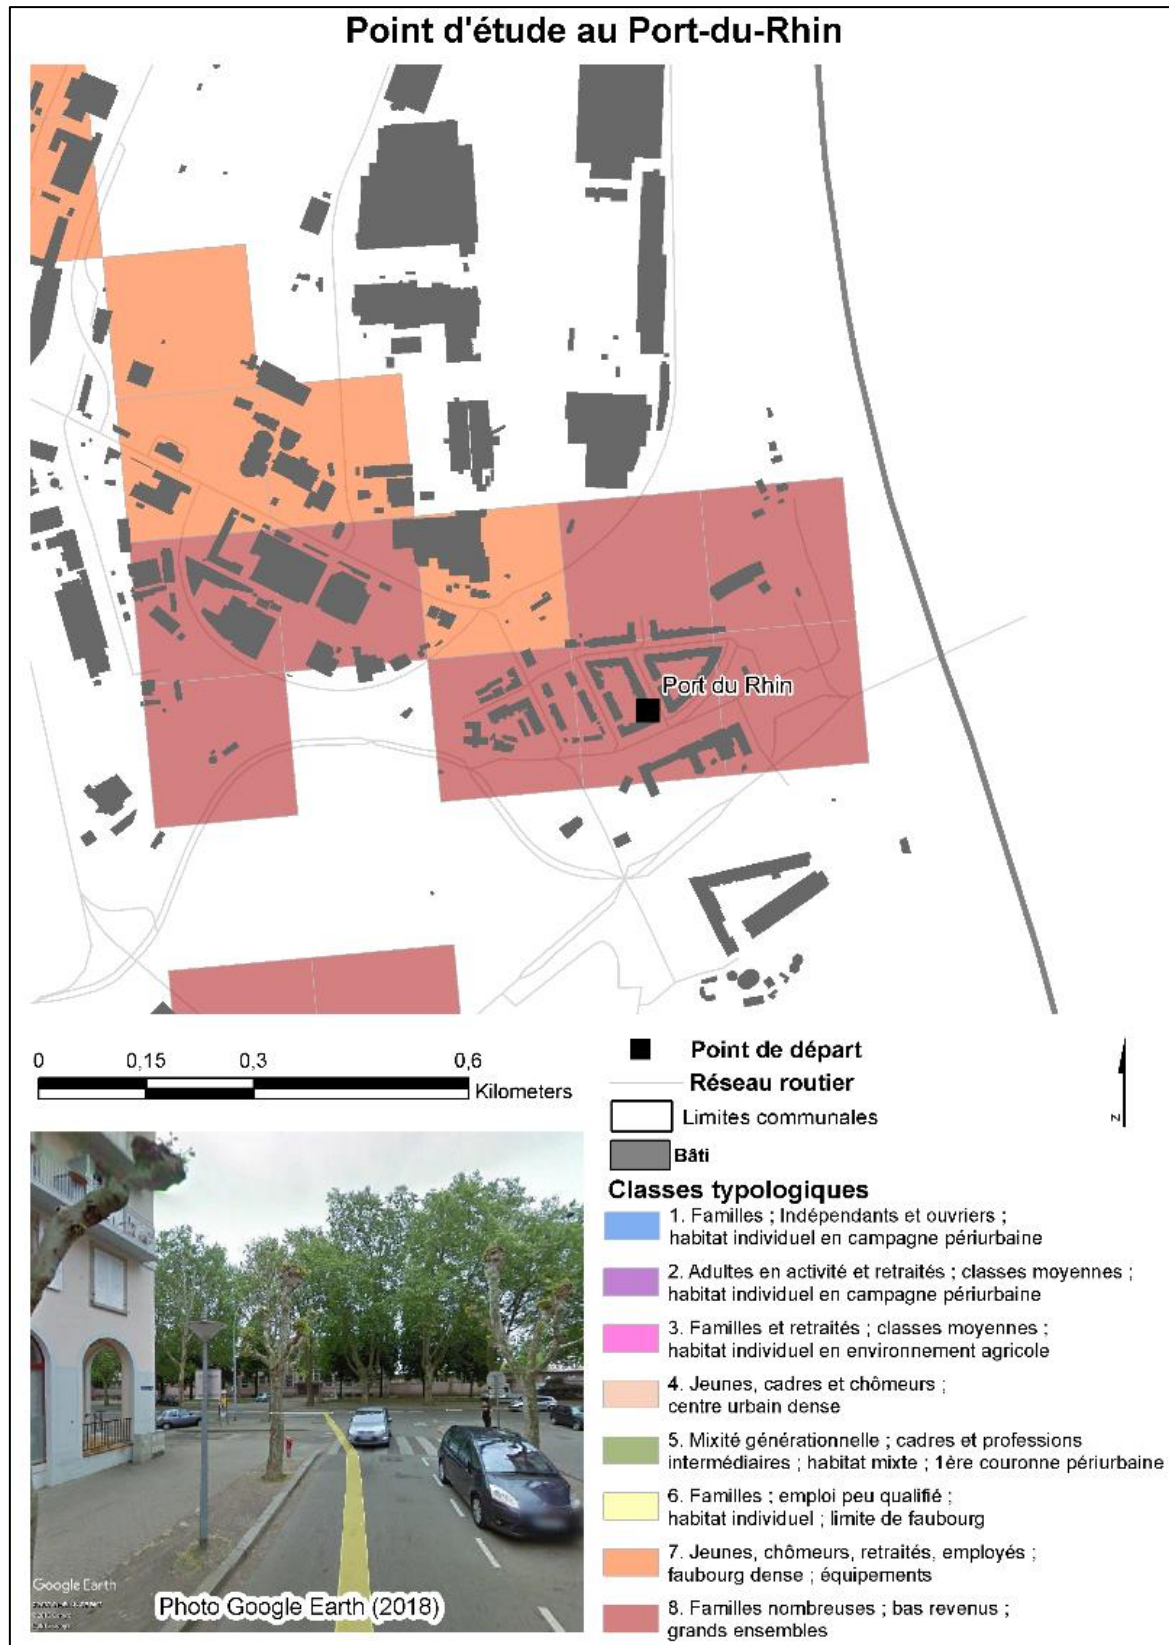 Point d'étude au Port-du-Rhin
Port du Rhin
0 0,15 0,3 0,6
Kilometers
Point de départ
Réseau routier
Limites communales
Bâti
N
Classes typologiques
1. Familles ; Indépendants et ouvriers ;
habitat individuel en campagne périurbaine
2. Adultes en activité et retraités ; classes moyennes ;
habitat individuel en campagne périurbaine
3. Familles et retraités ; classes moyennes ;
habitat individuel en environnement agricole
4. Jeunes, cadres et chômeurs ;
centre urbain dense
5. Mixité générationnelle ; cadres et professions
intermédiaires ; habitat mixte ; 1ère couronne périurbaine
6. Familles ; emploi peu qualifié ;
habitat individuel ; limite de faubourg
7. Jeunes, chômeurs, retraités, employés ;
faubourg dense ; équipements
8. Familles nombreuses ; bas revenus ;
grands ensembles
Google Earth
Photo Google Earth (2018)